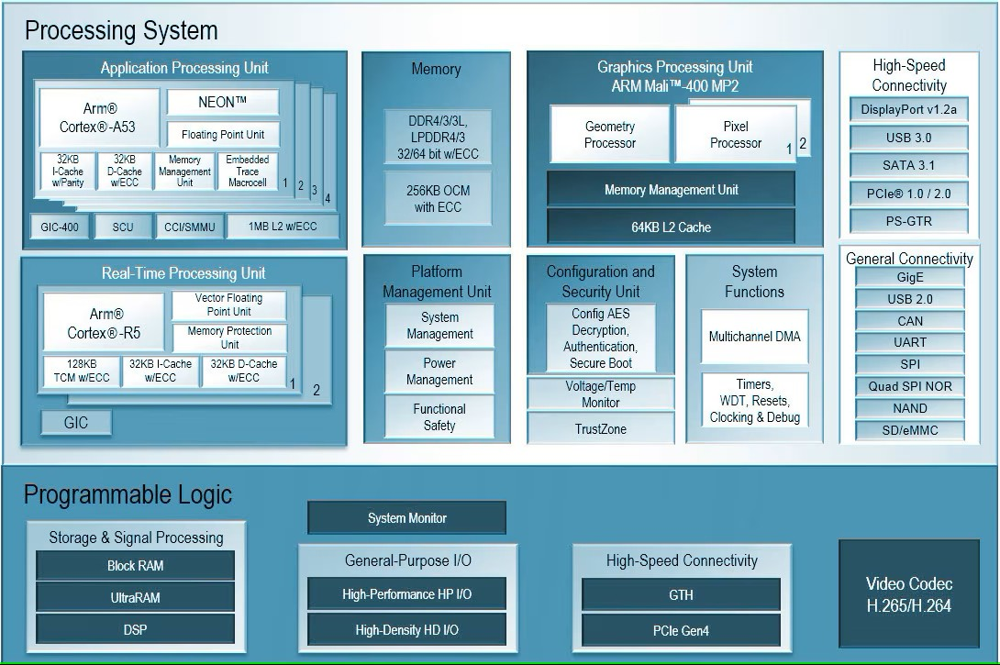 Processing System
Application Processing Unit
Arm®
Cortex®-A53
NEON™
Floating Point Unit
32KB
I-Cache
w/Parity
32KB
D-Cache
w/ECC
Memory
Management
Unit
Embedded
Trace
Macrocell
1
2
3
4
GIC-400
SCU
CCI/SMMU
1MB L2 w/ECC
Memory
DDR4/3/3L,
LPDDR4/3
32/64 bit w/ECC
256KB OCM
with ECC
Graphics Processing Unit
ARM Mali™-400 MP2
Geometry
Processor
Pixel
Processor
1
2
Memory Management Unit
64KB L2 Cache
High-Speed
Connectivity
DisplayPort v1.2a
USB 3.0
SATA 3.1
PCIe® 1.0 / 2.0
PS-GTR
Real-Time Processing Unit
Arm®
Cortex®-R5
Vector Floating
Point Unit
Memory Protection
Unit
128KB
TCM w/ECC
32KB I-Cache
w/ECC
32KB D-Cache
w/ECC
1
2
GIC
Platform
Management Unit
System
Management
Power
Management
Functional
Safety
Configuration and
Security Unit
Config AES
Decryption,
Authentication,
Secure Boot
Voltage/Temp
Monitor
TrustZone
System
Functions
Multichannel DMA
Timers,
WDT, Resets,
Clocking & Debug
General Connectivity
GigE
USB 2.0
CAN
UART
SPI
Quad SPI NOR
NAND
SD/eMMC
Programmable Logic
Storage & Signal Processing
Block RAM
UltraRAM
DSP
System Monitor
General-Purpose I/O
High-Performance HP I/O
High-Density HD I/O
High-Speed Connectivity
GTH
PCIe Gen4
Video Codec
H.265/H.264